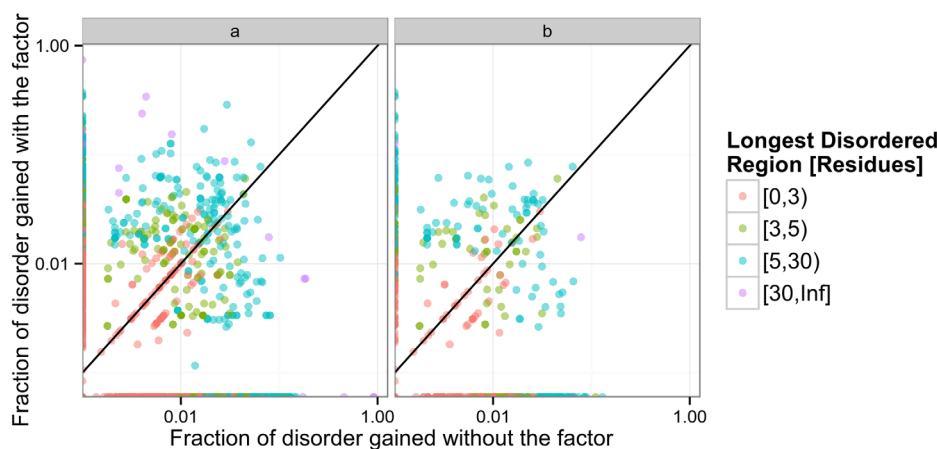 Fraction of disorder gained with the factor
a
b
1.00
0.01
0.01
1.00
0.01
1.00
Fraction of disorder gained without the factor
Longest Disordered
Region [Residues]
[0,3)
[3,5)
[5,30)
[30,Inf]